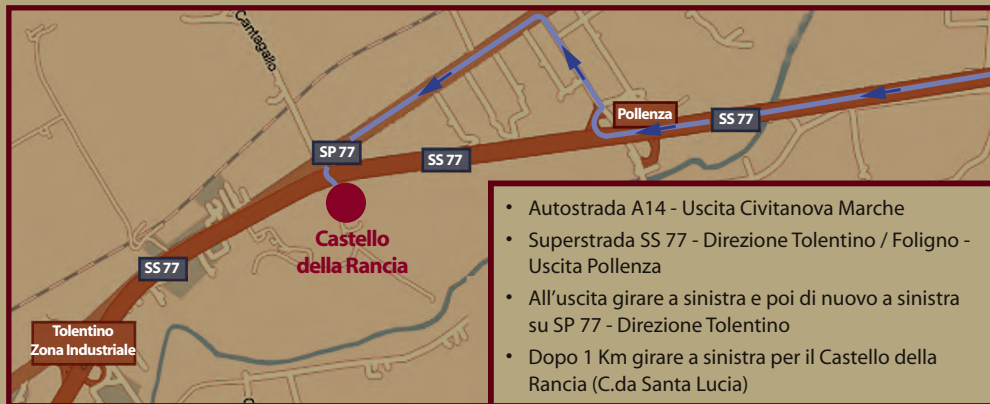 Cantagallo
Pollenza
SS 77
SP 77
SS 77
Castello
della Rancia
SS 77
Tolentino
Zona Industriale
• Autostrada A14 - Uscita Civitanova Marche
• Superstrada SS 77 - Direzione Tolentino / Foligno -
Uscita Pollenza
• All'uscita girare a sinistra e poi di nuovo a sinistra
su SP 77 - Direzione Tolentino
• Dopo 1 Km girare a sinistra per il Castello della
Rancia (C.da Santa Lucia)